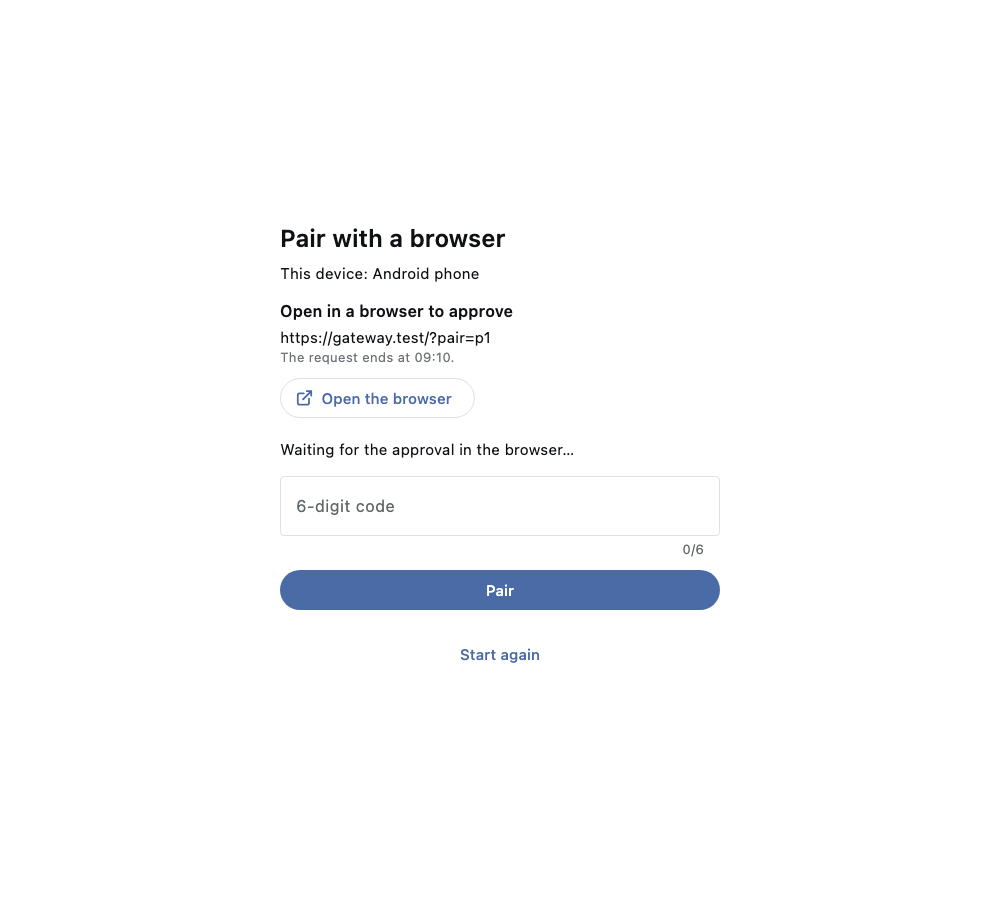 Pair with a browser
This device: Android phone
Open in a browser to approve
https://gateway.test/?pair=p1
The request ends at 09:10.
Open the browser
Waiting for the approval in the browser...
6-digit code
0/6
Pair
Start again